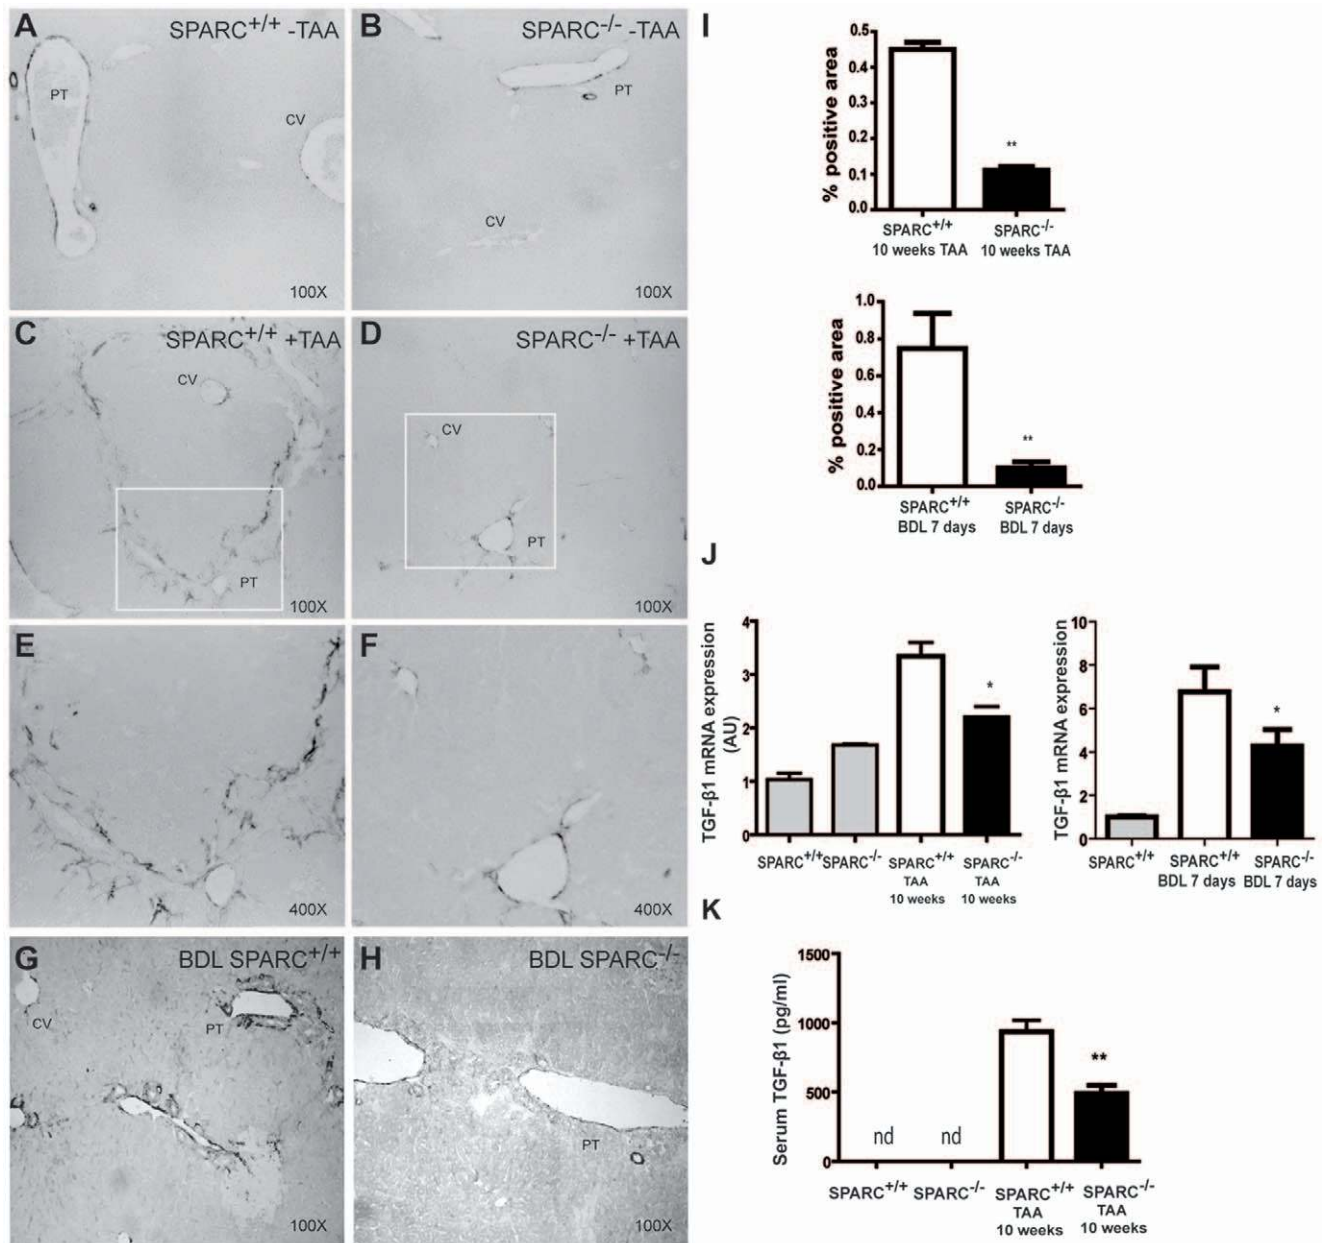 A SPARC+/+ -TAA
PT
CV
100X
B SPARC-/- -TAA
PT
CV
100X
C SPARC+/+ +TAA
CV
PT
100X
D SPARC-/- +TAA
CV
PT
100X
E
400X
F
400X
G BDL SPARC+/+
CV
PT
100X
H BDL SPARC-/-
PT
100X
I
% positive area
0.5
0.4
0.3
0.2
0.1
0.0
**
SPARC+/+ SPARC-/-
10 weeks TAA 10 weeks TAA
% positive area
1.0
0.8
0.6
0.4
0.2
0.0
**
SPARC+/+ SPARC-/-
BDL 7 days BDL 7 days
J
TGF-β1 mRNA expression
(AU)
4
3
2
1
0
*
SPARC+/+ SPARC-/- SPARC+/+ SPARC-/-
TAA TAA
10 weeks 10 weeks
TGF-β1 mRNA expression
10
8
6
4
2
0
*
SPARC+/+ SPARC+/+ SPARC-/-
BDL 7 days BDL 7 days
K
Serum TGF-β1 (pg/ml)
1500
1000
500
0
nd nd
**
SPARC+/+ SPARC-/- SPARC+/+ SPARC-/-
TAA TAA
10 weeks 10 weeks